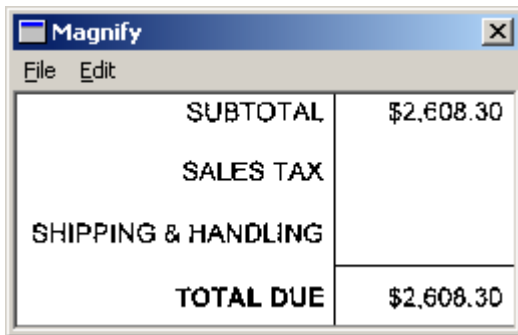 Magnify
File Edit
SUBTOTAL $2,608.30
SALES TAX
SHIPPING & HANDLING
TOTAL DUE $2,608.30